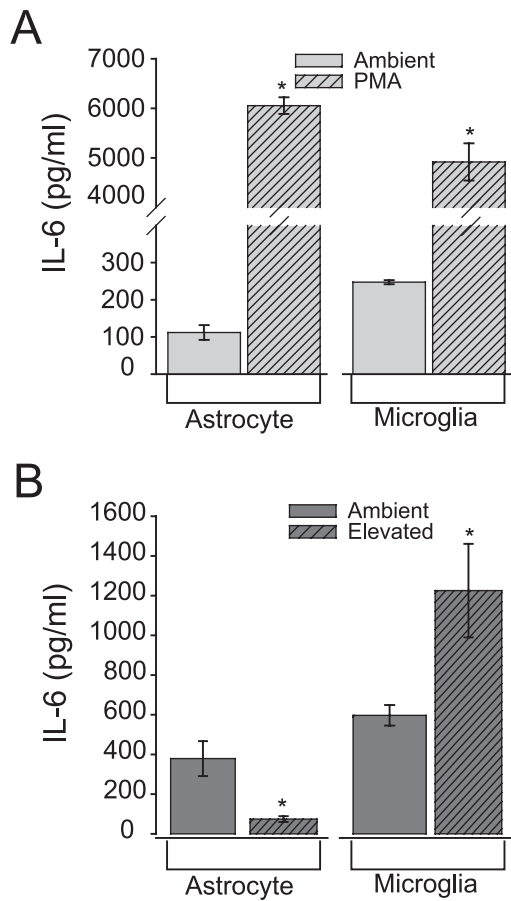 A
Ambient
PMA
IL-6 (pg/ml)
7000
6000
5000
4000
300
200
100
0
*
*
Astrocyte
Microglia
B
Ambient
Elevated
IL-6 (pg/ml)
1600
1400
1200
1000
800
600
400
200
0
*
*
Astrocyte
Microglia